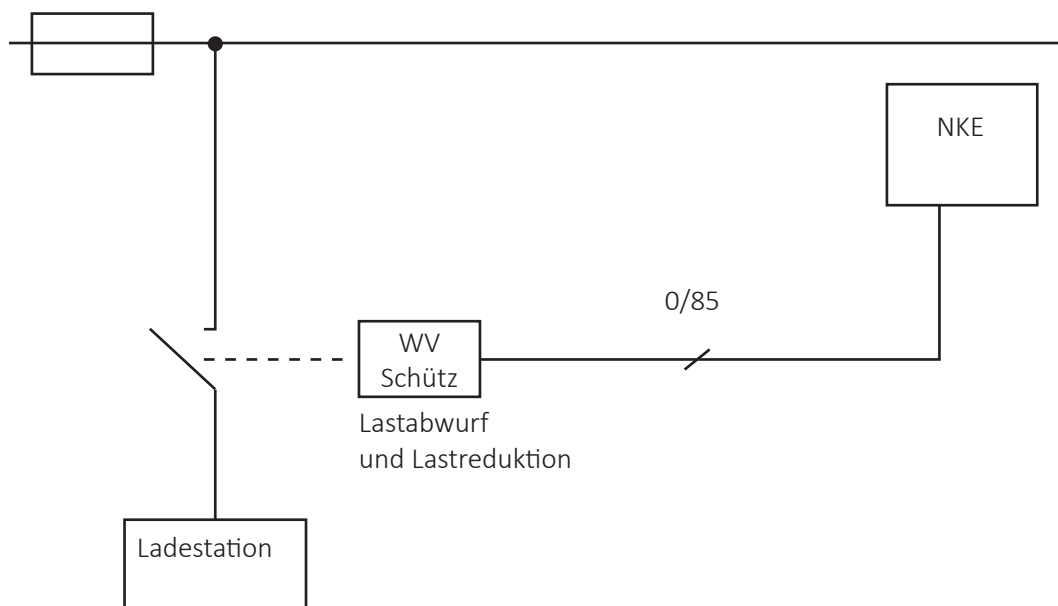 NKE
0/85
WV
Schütz
Lastabwurf
und Lastreduktion
Ladestation